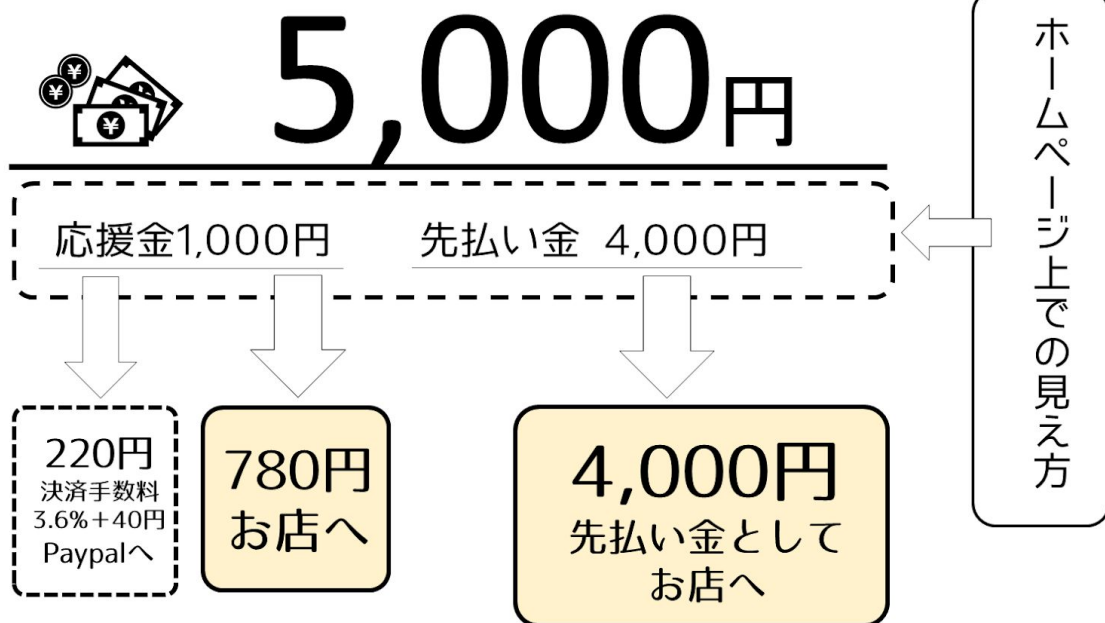 5,000円
応援金1,000円
先払い金 4,000円
ホームページ上での見え方
220円
決済手数料
3.6%＋40円
Paypalへ
780円
お店へ
4,000円
先払い金として
お店へ